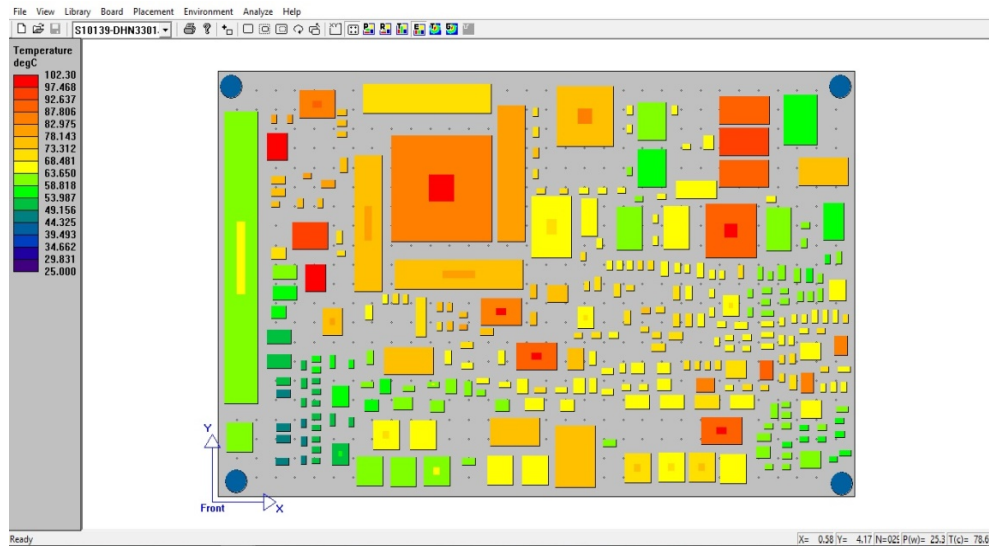 File View Library Board Placement Environment Analyze Help
S10139-DHN3301-
Temperature
degC
102.30
97.468
92.637
87.806
82.975
78.143
73.312
68.481
63.650
58.818
53.987
49.156
44.325
39.493
34.662
29.831
25.000
Y
Front
X
Ready
X= 0.58 Y= 4.17 P(w)= 25.3 T(c)= 78.6